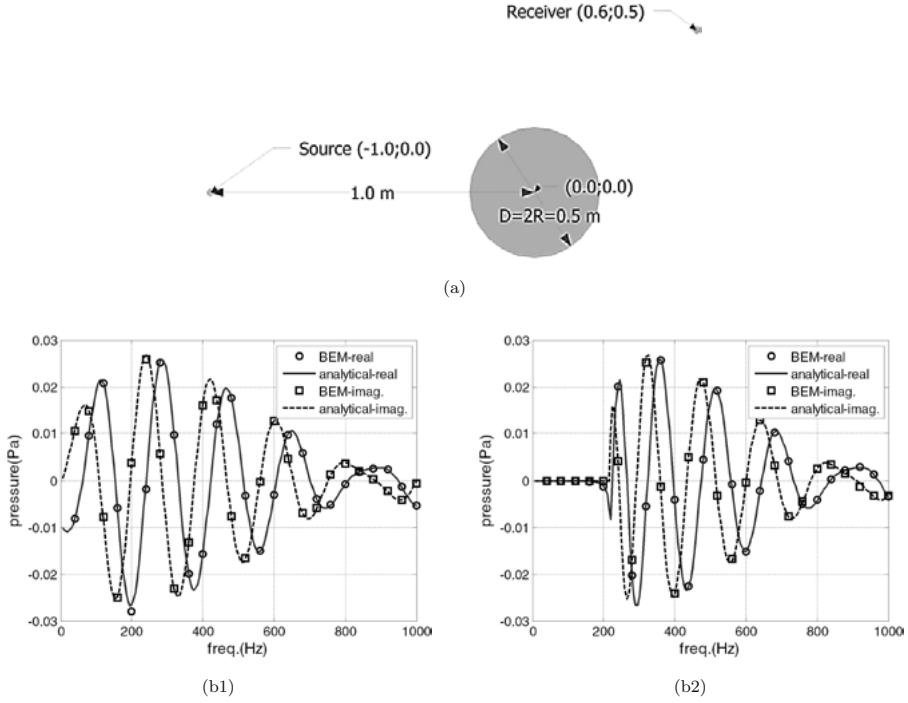 Receiver (0.6;0.5)
Source (-1.0;0.0)
1.0 m
(0.0;0.0)
D=2R=0.5 m
(a)
0.03
0.02
0.01
0
-0.01
-0.02
-0.03
pressure(Pa)
0 200 400 600 800 1000
freq.(Hz)
BEM-real
analytical-real
BEM-imag.
analytical-imag.
(b1)
0.03
0.02
0.01
0
-0.01
-0.02
-0.03
pressure(Pa)
0 200 400 600 800 1000
freq.(Hz)
BEM-real
analytical-real
BEM-imag.
analytical-imag.
(b2)